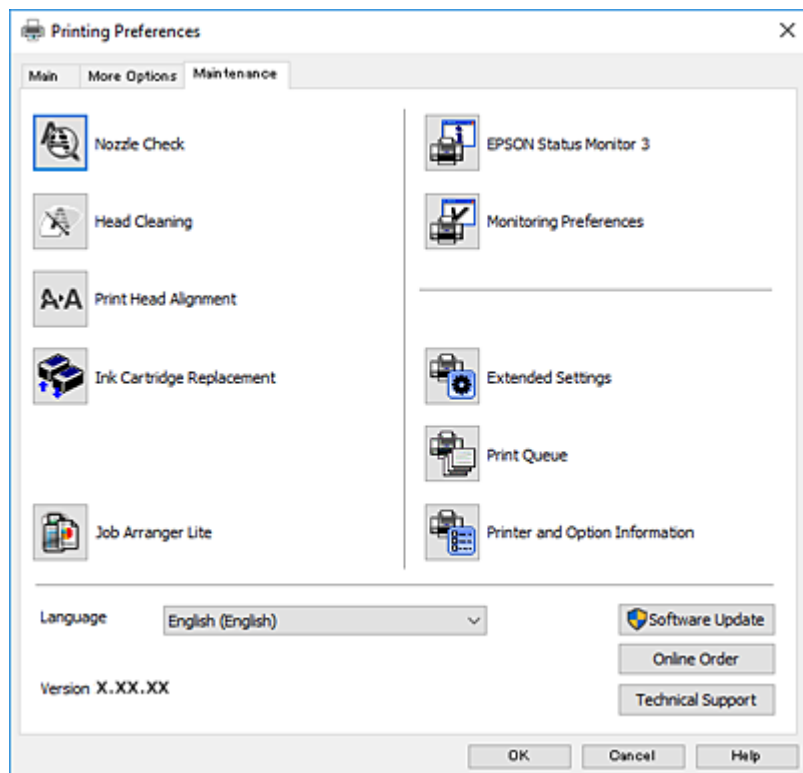 Printing Preferences
Main
More Options
Maintenance
Nozzle Check
Head Cleaning
A·A
Print Head Alignment
Ink Cartridge Replacement
Job Arranger Lite
EPSON Status Monitor 3
Monitoring Preferences
Extended Settings
Print Queue
Printer and Option Information
Language
English (English)
Version X.XX.XX
Software Update
Online Order
Technical Support
OK
Cancel
Help